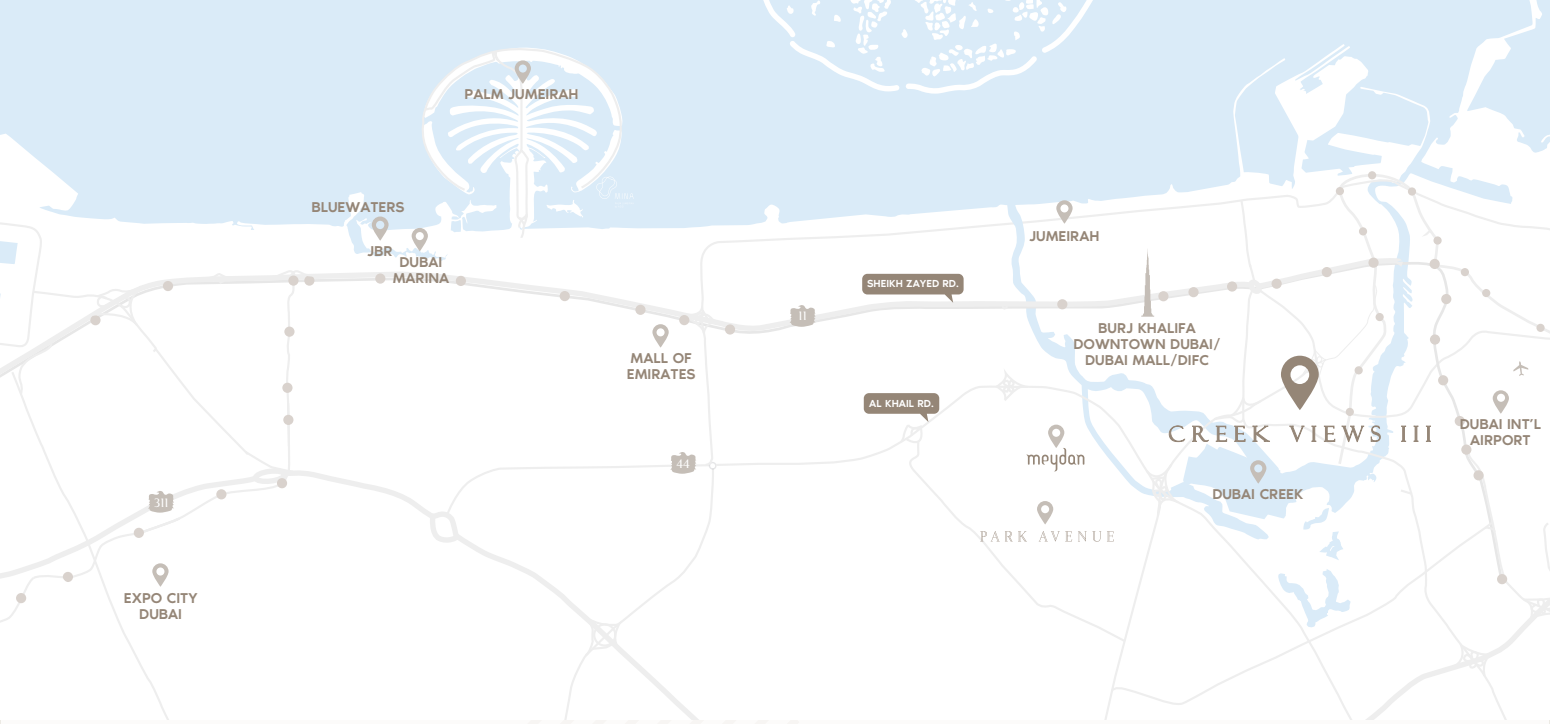 PALM JUMEIRAH
BLUEWATERS
JBR
DUBAI
MARINA
JUMEIRAH
SHEIKH ZAYED RD.
11
BURJ KHALIFA
DOWNTOWN DUBAI/
DUBAI MALL/DIFC
MALL OF
EMIRATES
AL KHAIL RD.
CREEK VIEWS III
DUBAI INT'L
AIRPORT
meydan
44
DUBAI CREEK
311
PARK AVENUE
EXPO CITY
DUBAI